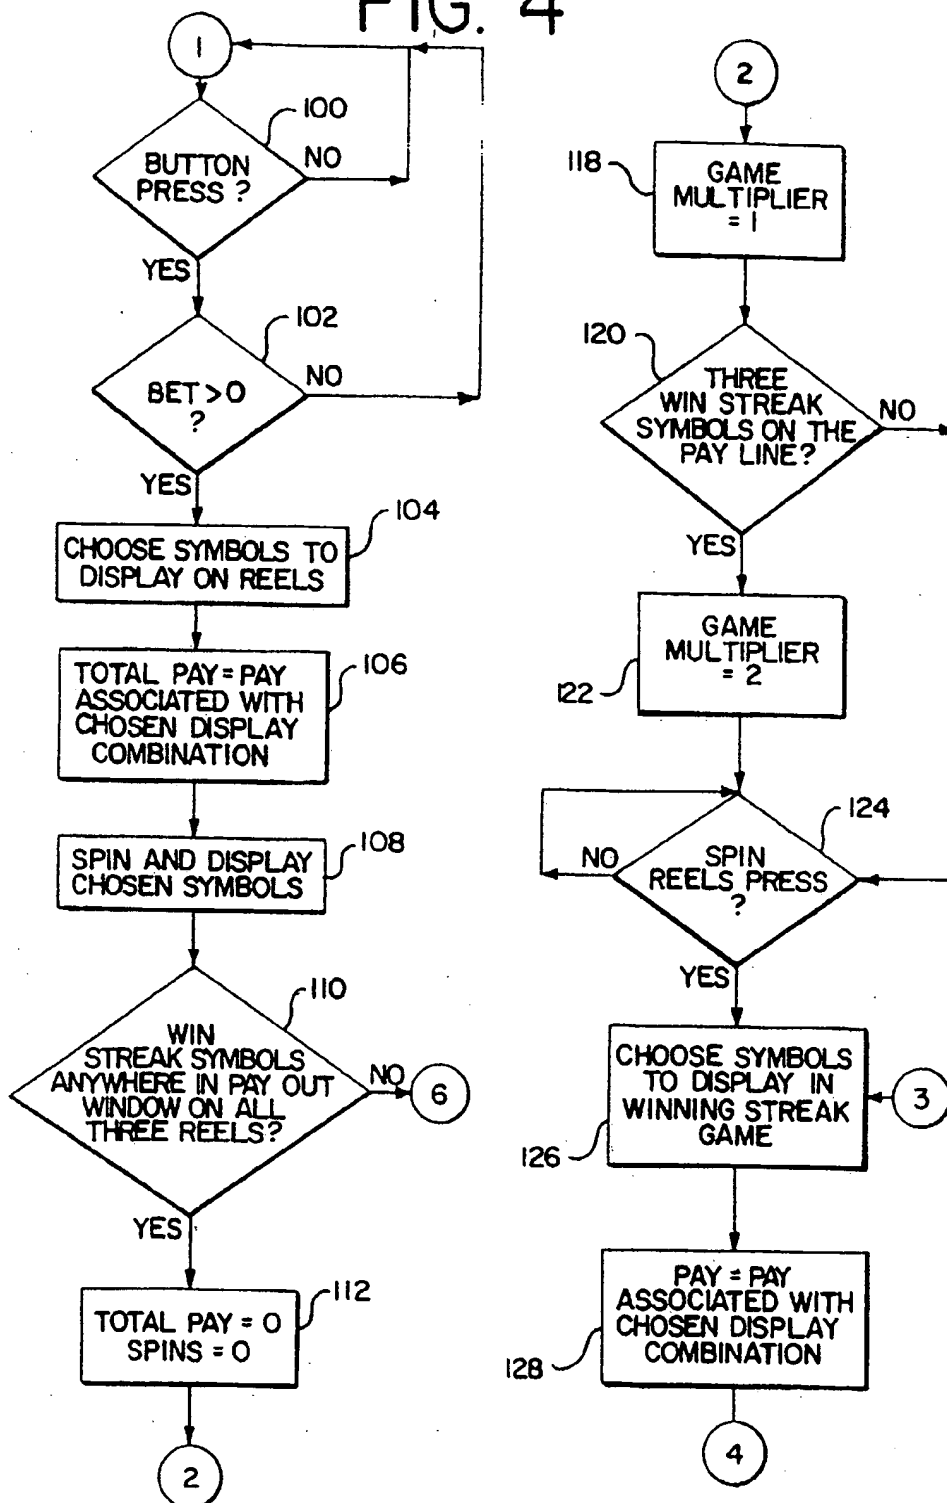 FIG. 4
1
100
BUTTON
PRESS ?
NO
YES
102
BET > 0
?
NO
YES
104
CHOOSE SYMBOLS TO
DISPLAY ON REELS
106
TOTAL PAY = PAY
ASSOCIATED WITH
CHOSEN DISPLAY
COMBINATION
108
SPIN AND DISPLAY
CHOSEN SYMBOLS
110
WIN
STREAK SYMBOLS
ANYWHERE IN PAY OUT
WINDOW ON ALL
THREE REELS?
NO
6
YES
112
TOTAL PAY = 0
SPINS = 0
2
2
118
GAME
MULTIPLIER
= 1
120
THREE
WIN STREAK
SYMBOLS ON THE
PAY LINE?
NO
YES
GAME
MULTIPLIER
= 2
122
124
SPIN
REELS PRESS
?
NO
YES
CHOOSE SYMBOLS
TO DISPLAY IN
WINNING STREAK
GAME
3
126
PAY = PAY
ASSOCIATED WITH
CHOSEN DISPLAY
COMBINATION
128
4